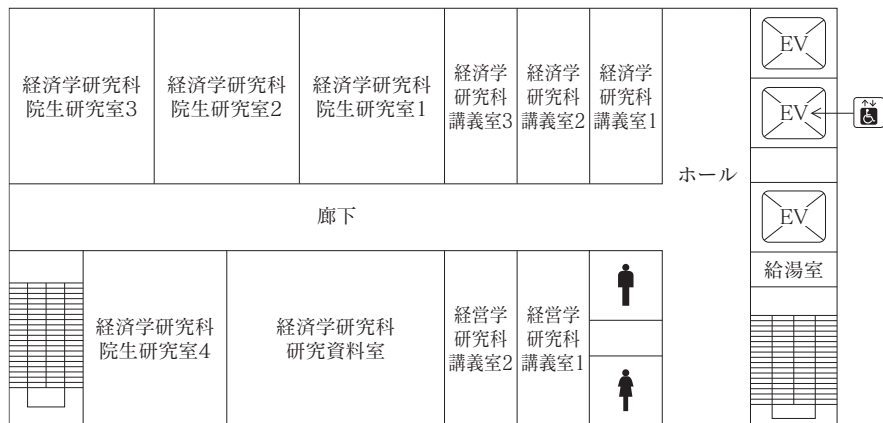 経済学研究科
院生研究室3
経済学研究科
院生研究室2
経済学研究科
院生研究室1
経済学
研究科
講義室3
経済学
研究科
講義室2
経済学
研究科
講義室1
ホール
EV
EV
EV
廊下
給湯室
経済学研究科
院生研究室4
経済学研究科
研究資料室
経営学
研究科
講義室2
経営学
研究科
講義室1